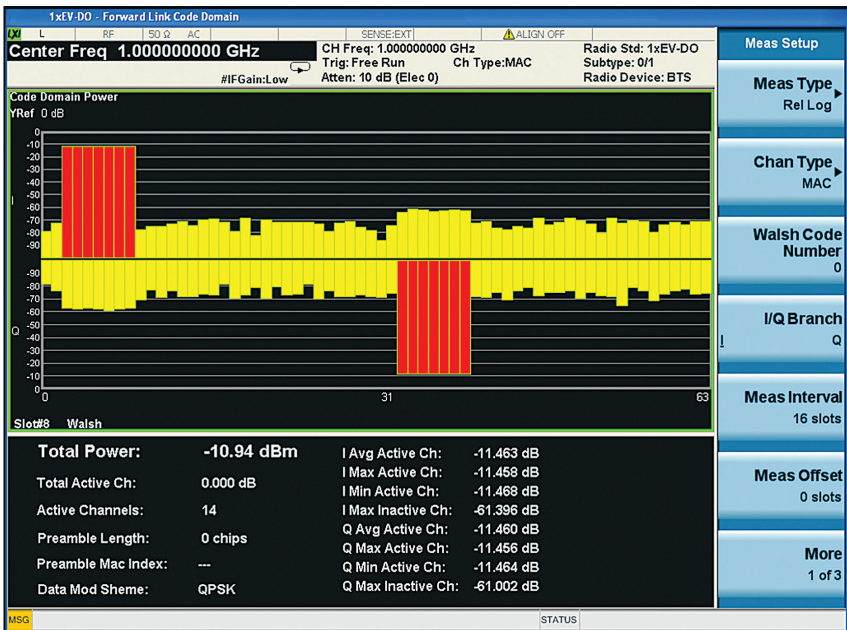 1xEV-DO - Forward Link Code Domain
LXI L RF 50 Ω AC SENSE:EXT ALIGN OFF
Center Freq 1.000000000 GHz
#IFGain:Low
CH Freq: 1.000000000 GHz
Trig: Free Run Ch Type:MAC
Atten: 10 dB (Elec 0)
Radio Std: 1xEV-DO
Subtype: 0/1
Radio Device: BTS
Code Domain Power
YRef 0 dB
0
-10
-20
-30
-40
-50
-60
-70
-80
-90
I
-90
-80
-70
-60
-50
-40
-30
-20
-10
0
Q
0 31 63
Slot#8 Walsh
Total Power: -10.94 dBm
Total Active Ch: 0.000 dB
Active Channels: 14
Preamble Length: 0 chips
Preamble Mac Index: ---
Data Mod Sheme: QPSK
I Avg Active Ch: -11.463 dB
I Max Active Ch: -11.458 dB
I Min Active Ch: -11.468 dB
I Max Inactive Ch: -61.396 dB
Q Avg Active Ch: -11.460 dB
Q Max Active Ch: -11.456 dB
Q Min Active Ch: -11.464 dB
Q Max Inactive Ch: -61.002 dB
Meas Setup
Meas Type
Rel Log
Chan Type
MAC
Walsh Code
Number
0
I/Q Branch
I Q
Meas Interval
16 slots
Meas Offset
0 slots
More
1 of 3
MSG STATUS